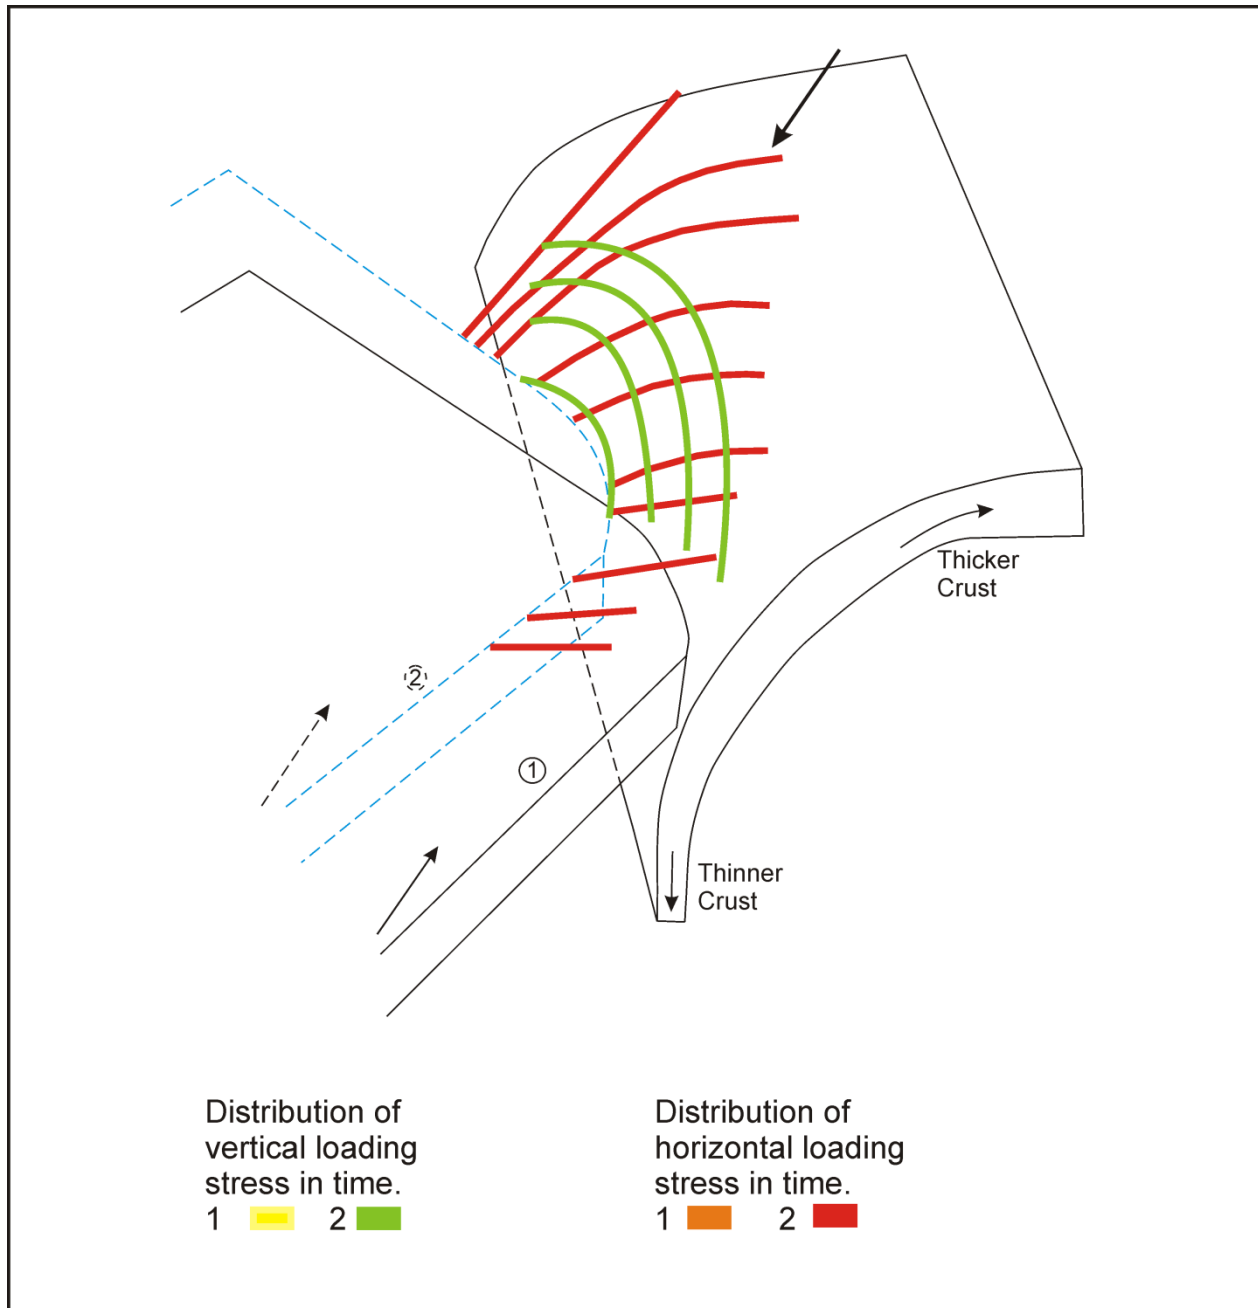 Thicker
Crust
2
1
Thinner
Crust
Distribution of
vertical loading
stress in time.
1 2
Distribution of
horizontal loading
stress in time.
1 2